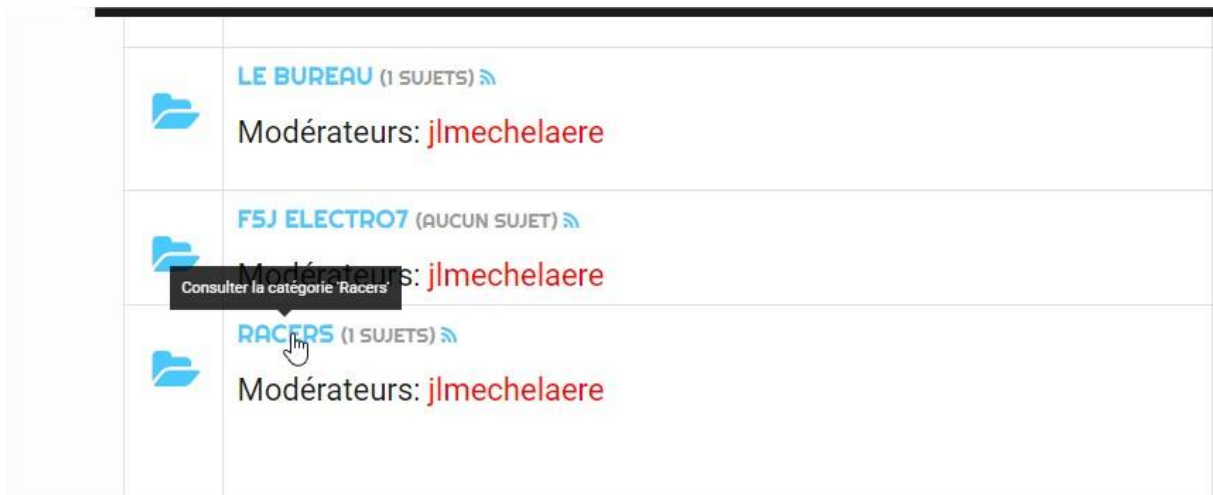 LE BUREAU (1 SUJETS)
Modérateurs: jlmechelaere
F5J ELECTRO7 (AUCUN SUJET)
Modérateurs: jlmechelaere
Consulter la catégorie 'Racers'
RACERS (1 SUJETS)
Modérateurs: jlmechelaere